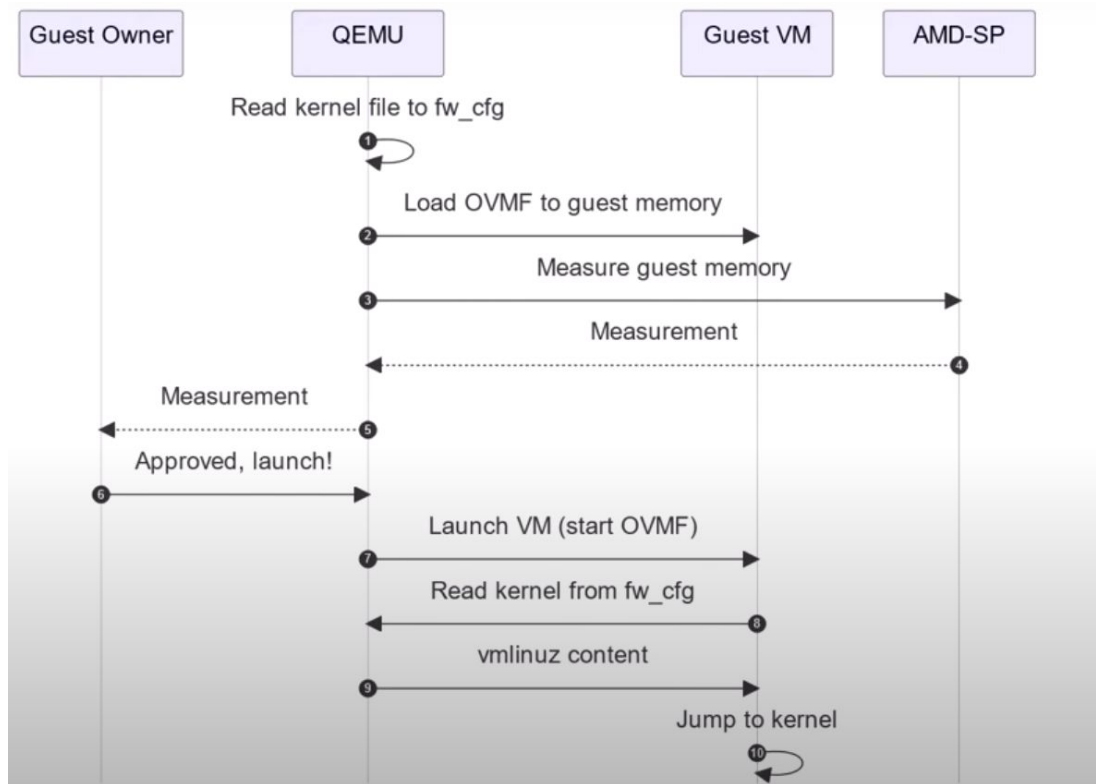 Guest Owner
QEMU
Guest VM
AMD-SP
Read kernel file to fw_cfg
1
Load OVMF to guest memory
2
Measure guest memory
3
Measurement
4
Measurement
5
Approved, launch!
6
Launch VM (start OVMF)
7
Read kernel from fw_cfg
8
vmlinuz content
9
Jump to kernel
10